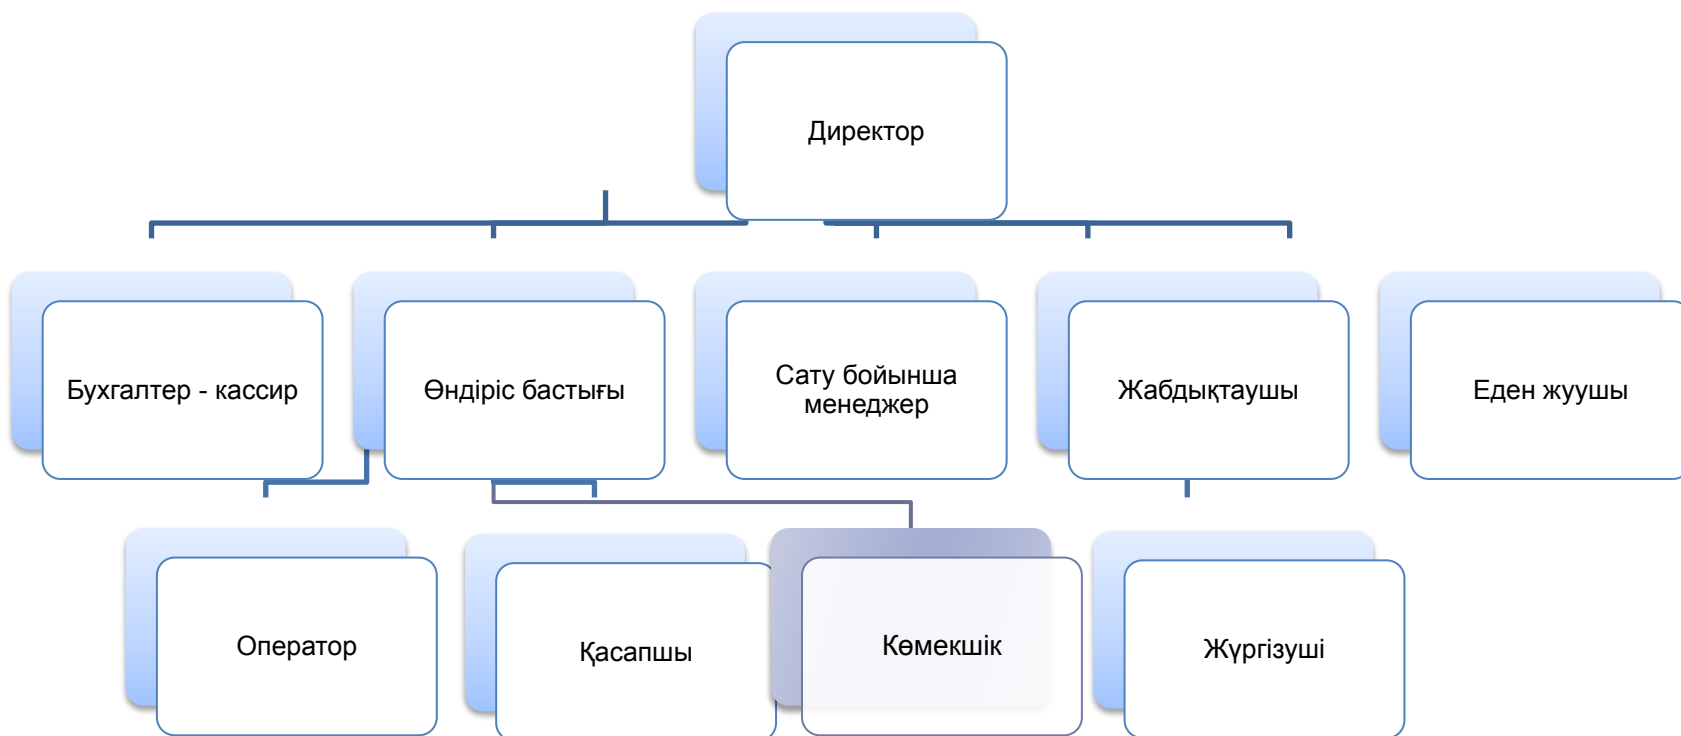 Директор
Бухгалтер - кассир
Өндіріс бастығы
Сату бойынша
менеджер
Жабдықтаушы
Еден жуушы
Оператор
Қасапшы
Көмекшік
Жүргізуші